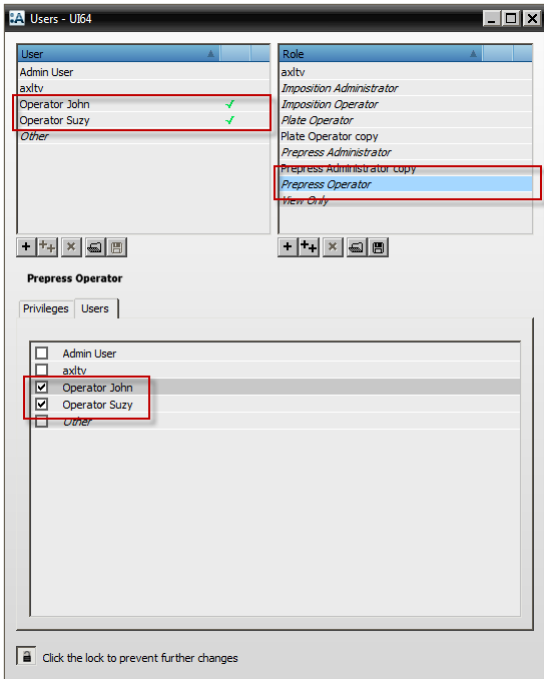 :A Users - UI64
User
Admin User
axltv
Operator John
Operator Suzy
Other
Role
axltv
Imposition Administrator
Imposition Operator
Plate Operator
Plate Operator copy
Prepress Administrator
Prepress Administrator copy
Prepress Operator
View Only
Prepress Operator
Privileges Users
Admin User
axltv
Operator John
Operator Suzy
Other
Click the lock to prevent further changes